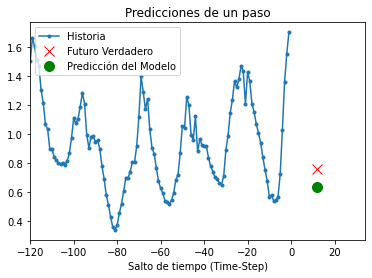 Predicciones de un paso
Historia
Futuro Verdadero
Predicción del Modelo
1.6
1.4
1.2
1.0
0.8
0.6
0.4
−120 −100 −80 −60 −40 −20 0 20
Salto de tiempo (Time-Step)